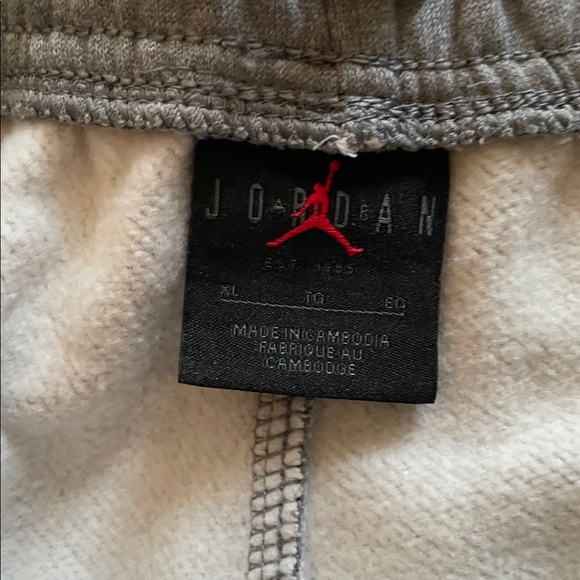 JORDAN
EST. 1985
XL TG EG
MADE IN CAMBODIA
FABRIQUE AU
CAMBODGE